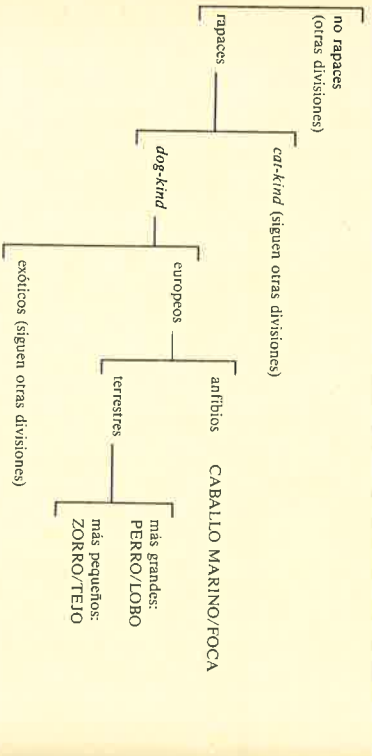 no rapaces
(otras divisiones)
rapaces
cat-kind (siguen otras divisiones)
dog-kind
europeos
exóticos (siguen otras divisiones)
anfibios
CABALLO MARINO/FOCA
terrestres
más grandes:
PERRO/LOBO
más pequeños:
ZORRO/TEJO